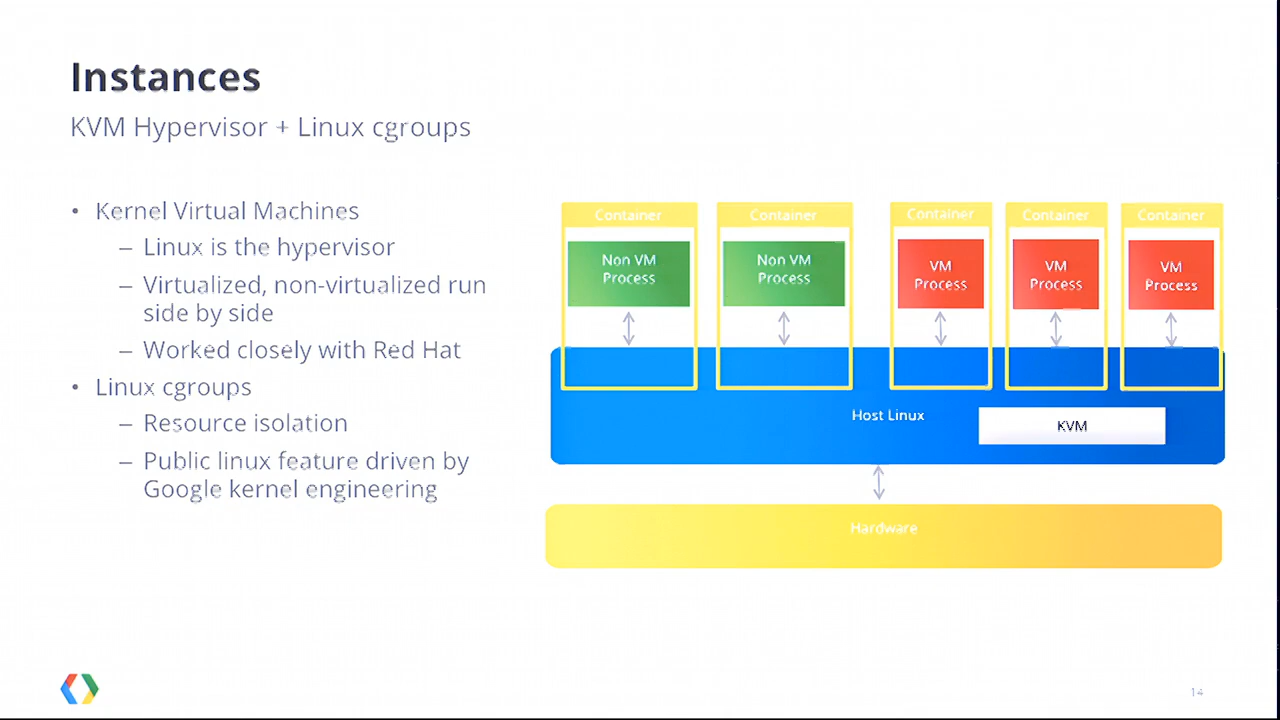 Instances
KVM Hypervisor + Linux cgroups
• Kernel Virtual Machines
– Linux is the hypervisor
– Virtualized, non-virtualized run
side by side
– Worked closely with Red Hat
• Linux cgroups
– Resource isolation
– Public linux feature driven by
Google kernel engineering
Container
Container
Container
Container
Container
Non VM
Process
Non VM
Process
VM
Process
VM
Process
VM
Process
Host Linux
KVM
Hardware
14